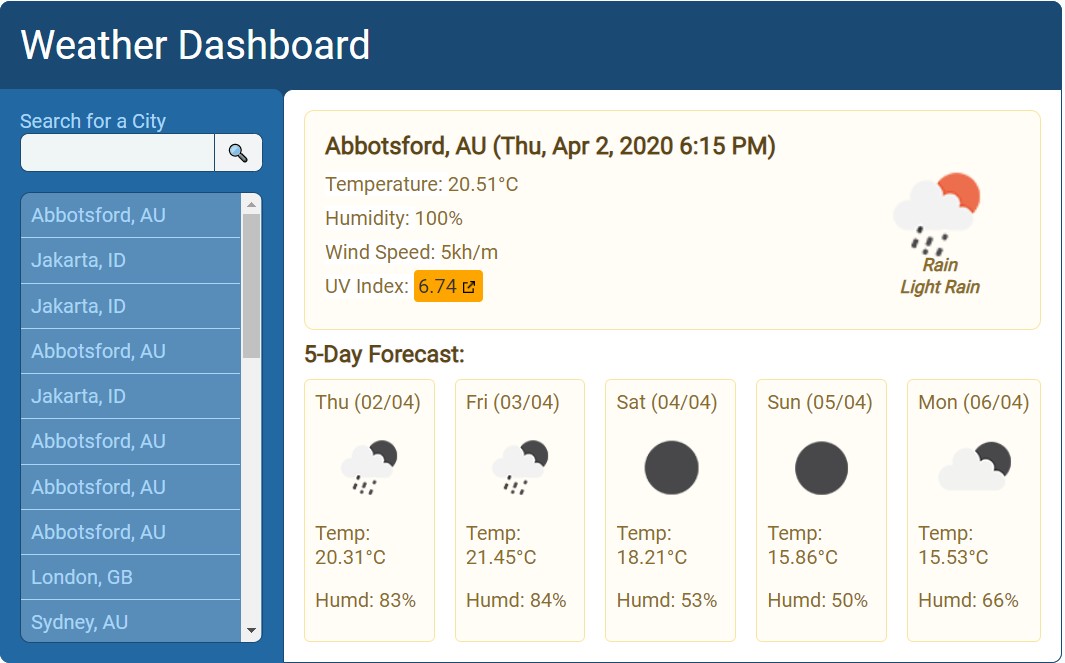 Weather Dashboard
Search for a City
Abbotsford, AU
Jakarta, ID
Jakarta, ID
Abbotsford, AU
Jakarta, ID
Abbotsford, AU
Abbotsford, AU
Abbotsford, AU
London, GB
Sydney, AU
Abbotsford, AU (Thu, Apr 2, 2020 6:15 PM)
Temperature: 20.51°C
Humidity: 100%
Wind Speed: 5kh/m
UV Index: 6.74
Rain
Light Rain
5-Day Forecast:
Thu (02/04)
Temp:
20.31°C
Humd: 83%
Fri (03/04)
Temp:
21.45°C
Humd: 84%
Sat (04/04)
Temp:
18.21°C
Humd: 53%
Sun (05/04)
Temp:
15.86°C
Humd: 50%
Mon (06/04)
Temp:
15.53°C
Humd: 66%